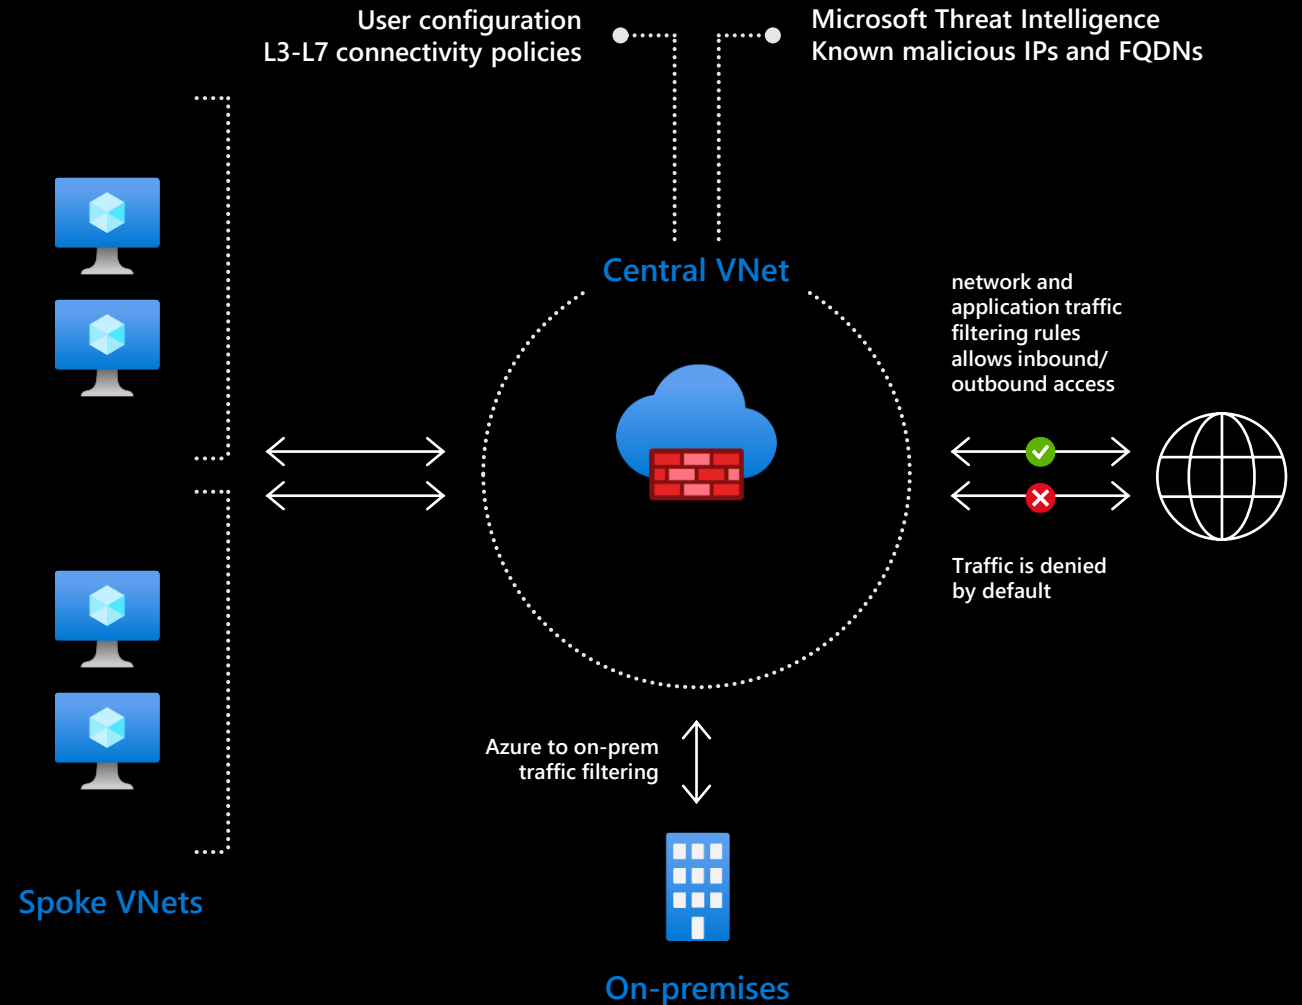 User configuration
L3-L7 connectivity policies
Microsoft Threat Intelligence
Known malicious IPs and FQDNs
Central VNet
network and
application traffic
filtering rules
allows inbound/
outbound access
Traffic is denied
by default
Azure to on-prem
traffic filtering
Spoke VNets
On-premises